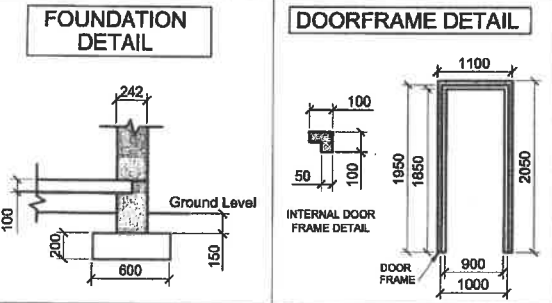 FOUNDATION
DETAIL
242
100
Ground Level
200
150
600
DOORFRAME DETAIL
100
50
100
INTERNAL DOOR
FRAME DETAIL
1100
1950
1850
2050
DOOR
FRAME
900
1000